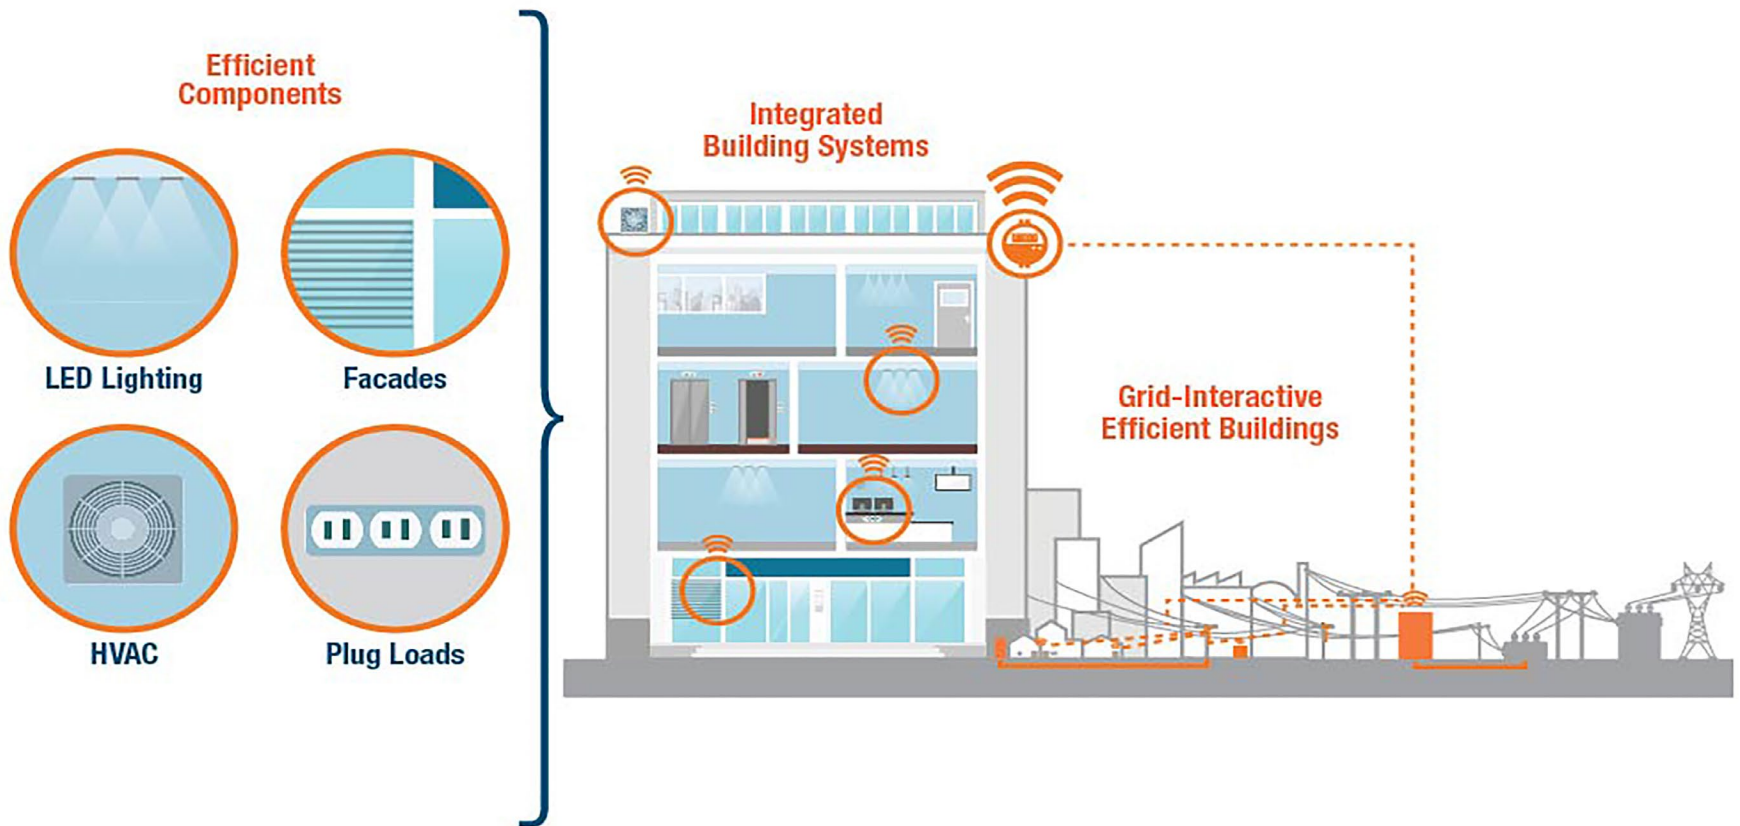 Efficient
Components
LED Lighting
Facades
HVAC
Plug Loads
Integrated
Building Systems
Grid-Interactive
Efficient Buildings